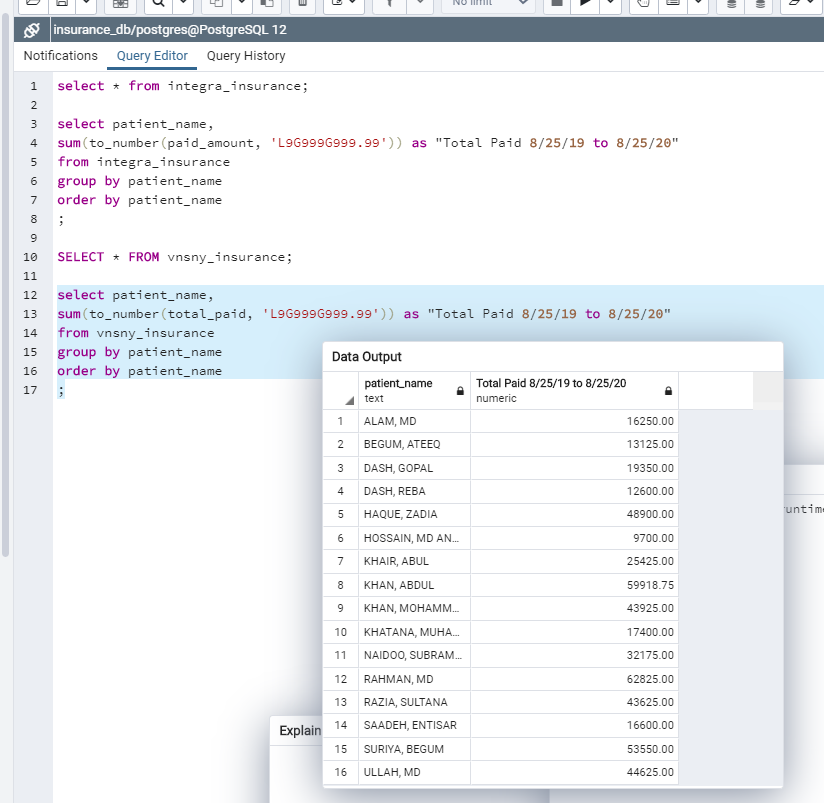 No limit
insurance_db/postgres@PostgreSQL 12
Notifications Query Editor Query History
1 select * from integra_insurance;
2
3 select patient_name,
4 sum(to_number(paid_amount, 'L9G999G999.99')) as "Total Paid 8/25/19 to 8/25/20"
5 from integra_insurance
6 group by patient_name
7 order by patient_name
8 ;
9
10 SELECT * FROM vnsny_insurance;
11
12 select patient_name,
13 sum(to_number(total_paid, 'L9G999G999.99')) as "Total Paid 8/25/19 to 8/25/20"
14 from vnsny_insurance
15 group by patient_name
16 order by patient_name
17 ;
Data Output
patient_name Total Paid 8/25/19 to 8/25/20
text numeric
1 ALAM, MD 16250.00
2 BEGUM, ATEEQ 13125.00
3 DASH, GOPAL 19350.00
4 DASH, REBA 12600.00
5 HAQUE, ZADIA 48900.00
6 HOSSAIN, MD AN... 9700.00
7 KHAIR, ABUL 25425.00
8 KHAN, ABDUL 59918.75
9 KHAN, MOHAMM... 43925.00
10 KHATANA, MUHA... 17400.00
11 NAIDOO, SUBRAM... 32175.00
12 RAHMAN, MD 62825.00
13 RAZIA, SULTANA 43625.00
14 SAADEH, ENTISAR 16600.00
15 SURIYA, BEGUM 53550.00
16 ULLAH, MD 44625.00
runtime
Explain